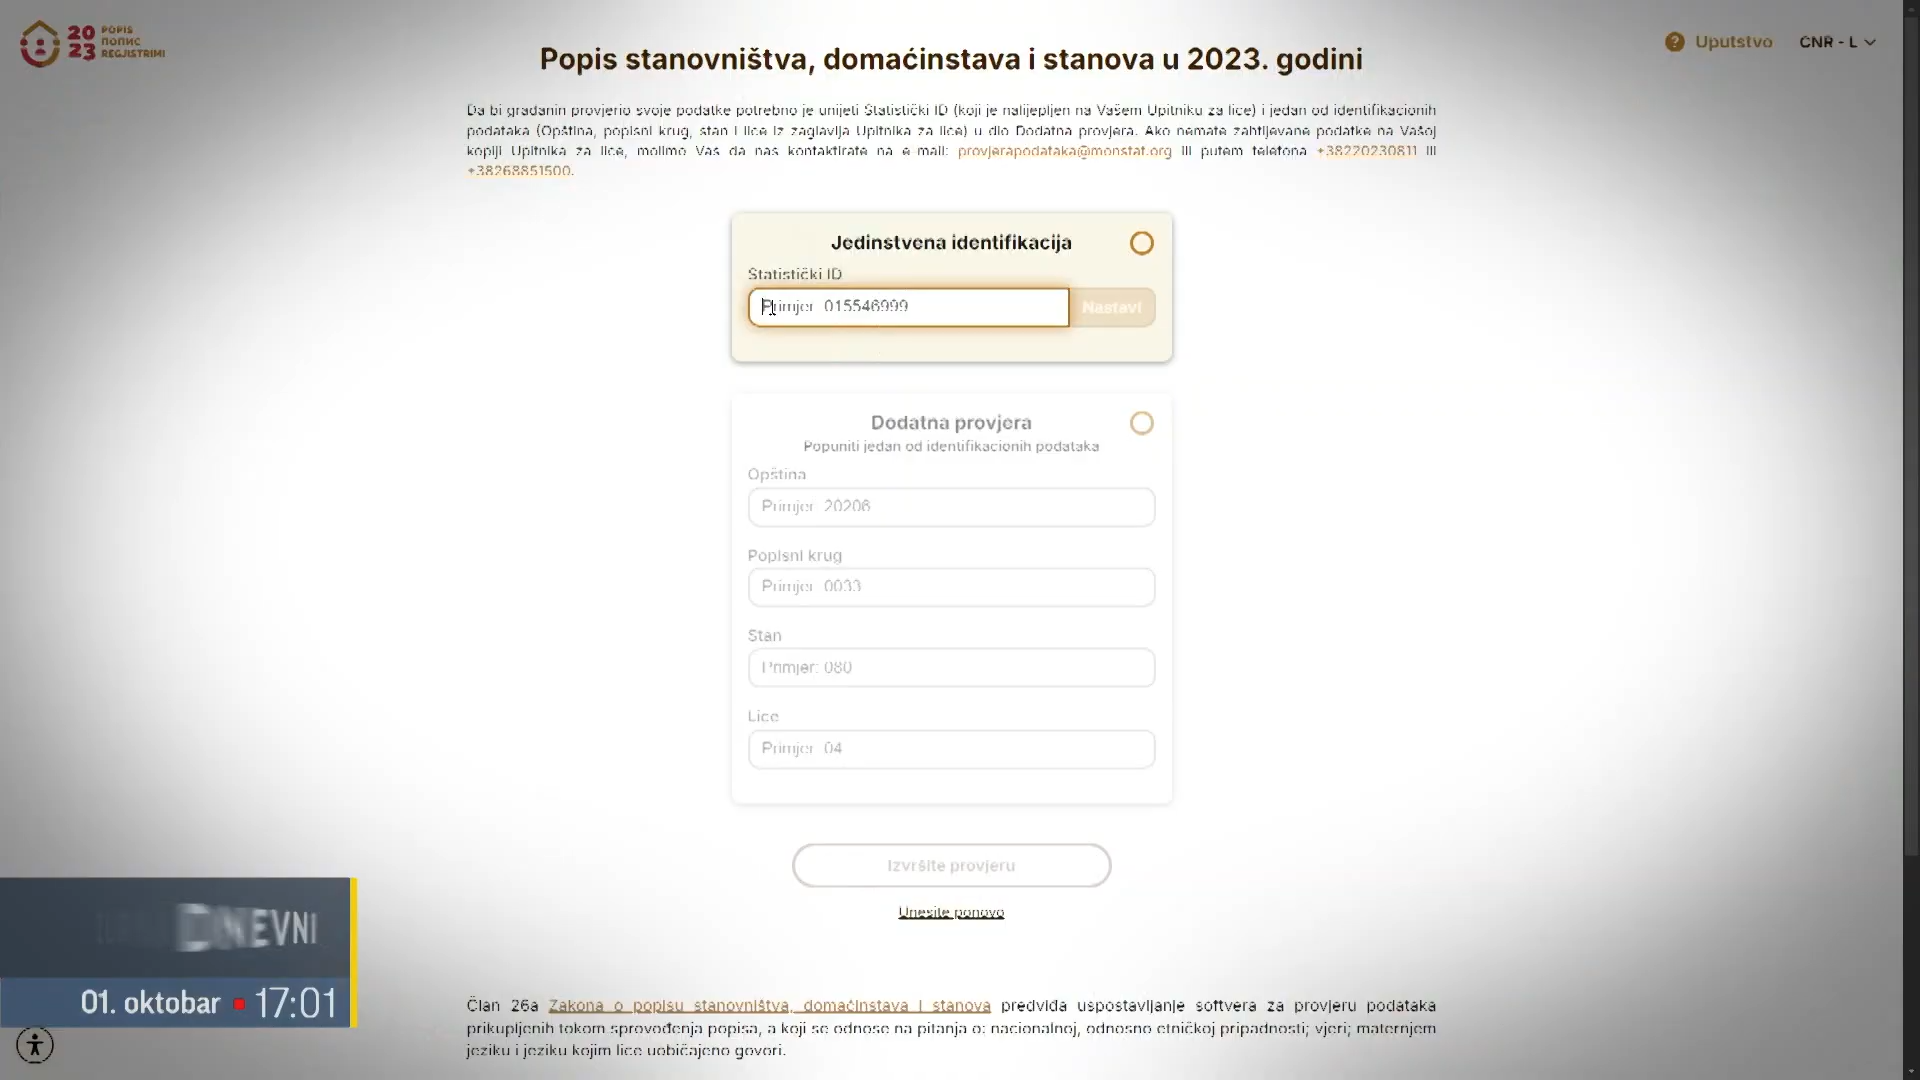 20 23 POPIS
ПОПИС
REGJISTRIMI
Uputstvo
CNR - L
Popis stanovništva, domaćinstava i stanova u 2023. godini
Da bi građanin provjerio svoje podatke potrebno je unijeti Statistički ID (koji je nalijepljen na Vašem Upitniku za lice) i jedan od identifikacionih
podataka (Opština, popisni krug, stan i lice iz zaglavlja Upitnika za lice) u dio Dodatna provjera. Ako nemate zahtijevane podatke na Vašoj
kopiji Upitnika za lice, molimo Vas da nas kontaktirate na e-mail: provjerapodataka@monstat.org ili putem telefona +38220230811 ili
+38268851500.
Jedinstvena identifikacija
Statistički ID
Primjer: 015546999
Nastavi
Dodatna provjera
Popuniti jedan od identifikacionih podataka
Opština
Primjer: 20206
Popisni krug
Primjer: 0033
Stan
Primjer: 080
Lice
Primjer: 04
Izvršite provjeru
Unesite ponovo
DNEVNI
01. oktobar 17:01
Član 26a Zakona o popisu stanovništva, domaćinstava i stanova predviđa uspostavljanje softvera za provjeru podataka
prikupljenih tokom sprovođenja popisa, a koji se odnose na pitanja o: nacionalnoj, odnosno etničkoj pripadnosti; vjeri; maternjem
jeziku i jeziku kojim lice uobičajeno govori.